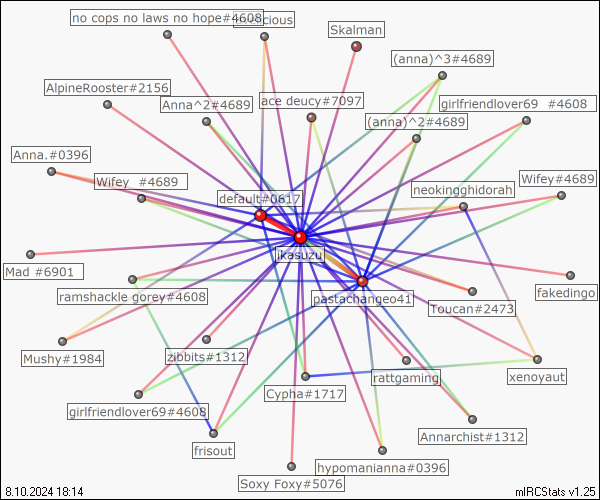 no cops no laws no hope#4608
Skalman
(anna)^3#4689
AlpineRooster#2156
Anna^2#4689
ace deucy#7097
girlfriendlover69 #4608
(anna)^2#4689
Anna.#0396
Wifey #4689
Wifey#4689
neokingghidorah
default#0617
jkasuzu
Mad #6901
fakedingo
ramshackle gorey#4608
pastachangeo41
Toucan#2473
Mushy#1984
zibbits#1312
rattgaming
xenoyaut
Cypha#1717
girlfriendlover69#4608
Annarchist#1312
frisout
hypomanianna#0396
Soxy Foxy#5076
8.10.2024 18:14
mIRCStats v1.25